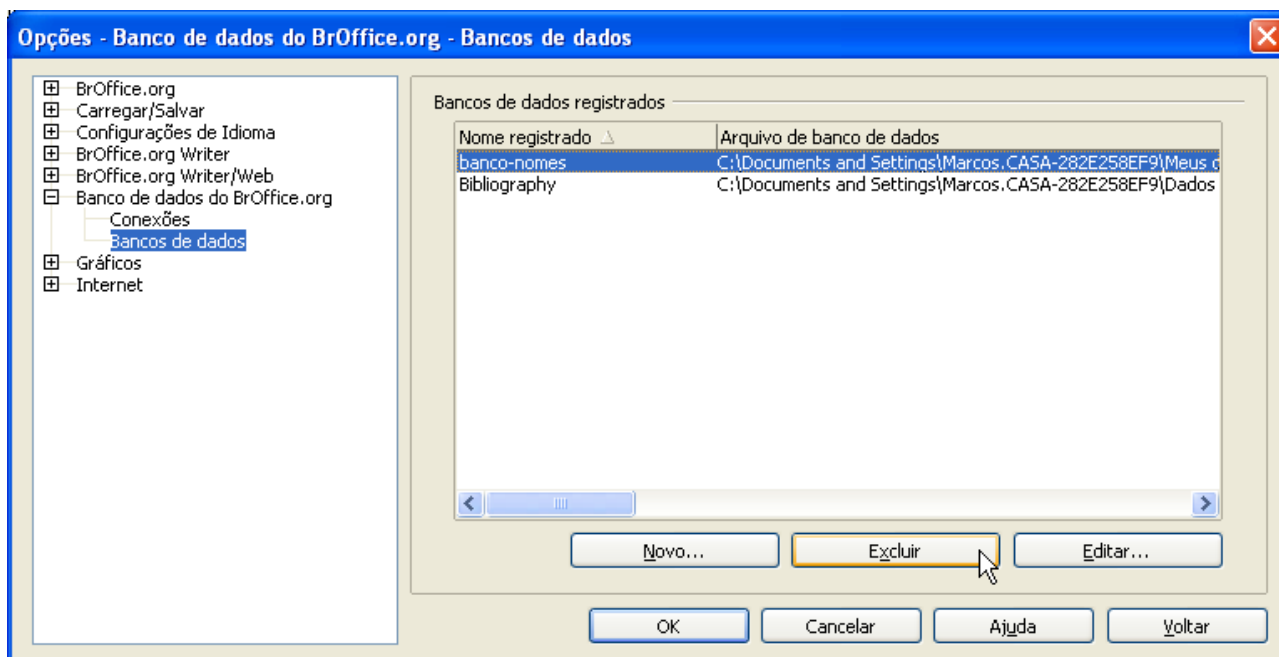 Opções - Banco de dados do BrOffice.org - Bancos de dados
BrOffice.org
Carregar/Salvar
Configurações de Idioma
BrOffice.org Writer
BrOffice.org Writer/Web
Banco de dados do BrOffice.org
Conexões
Bancos de dados
Gráficos
Internet
Bancos de dados registrados
Nome registrado Arquivo de banco de dados
banco-nomes C:\Documents and Settings\Marcos.CASA-282E258EF9\Meus
Bibliography C:\Documents and Settings\Marcos.CASA-282E258EF9\Dados
Novo... Excluir Editar...
OK Cancelar Ajuda Voltar